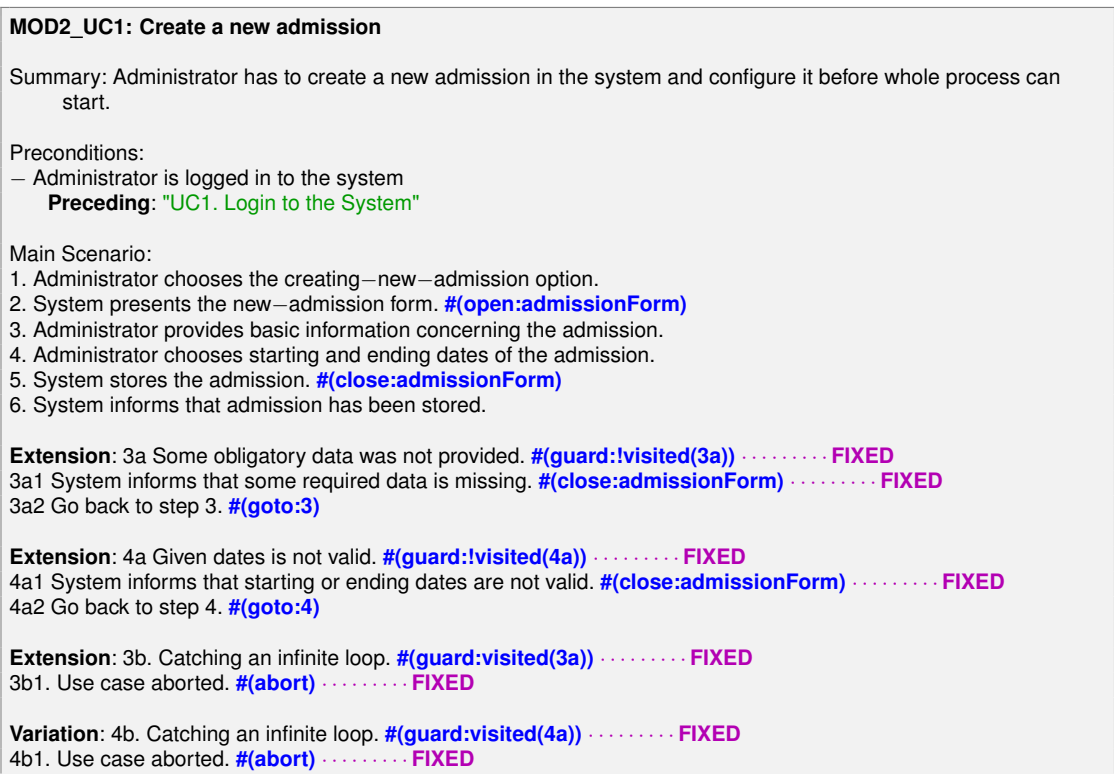 MOD2_UC1: Create a new admission
Summary: Administrator has to create a new admission in the system and configure it before whole process can
start.
Preconditions:
− Administrator is logged in to the system
Preceding: "UC1. Login to the System"
Main Scenario:
1. Administrator chooses the creating−new−admission option.
2. System presents the new−admission form. #(open:admissionForm)
3. Administrator provides basic information concerning the admission.
4. Administrator chooses starting and ending dates of the admission.
5. System stores the admission. #(close:admissionForm)
6. System informs that admission has been stored.
Extension: 3a Some obligatory data was not provided. #(guard:!visited(3a)) ········· FIXED
3a1 System informs that some required data is missing. #(close:admissionForm) ········· FIXED
3a2 Go back to step 3. #(goto:3)
Extension: 4a Given dates is not valid. #(guard:!visited(4a)) ········· FIXED
4a1 System informs that starting or ending dates are not valid. #(close:admissionForm) ········· FIXED
4a2 Go back to step 4. #(goto:4)
Extension: 3b. Catching an infinite loop. #(guard:visited(3a)) ········· FIXED
3b1. Use case aborted. #(abort) ········· FIXED
Variation: 4b. Catching an infinite loop. #(guard:visited(4a)) ········· FIXED
4b1. Use case aborted. #(abort) ········· FIXED